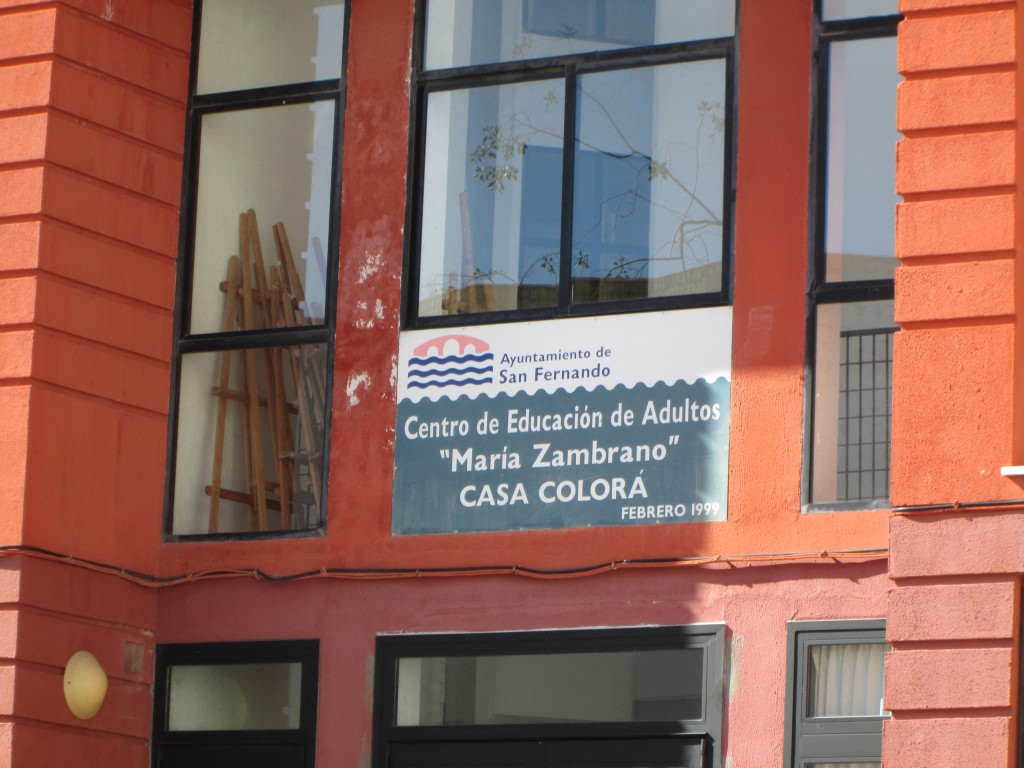 Ayuntamiento de
San Fernando
Centro de Educación de Adultos
"María Zambrano"
CASA COLORÁ
FEBRERO 1999